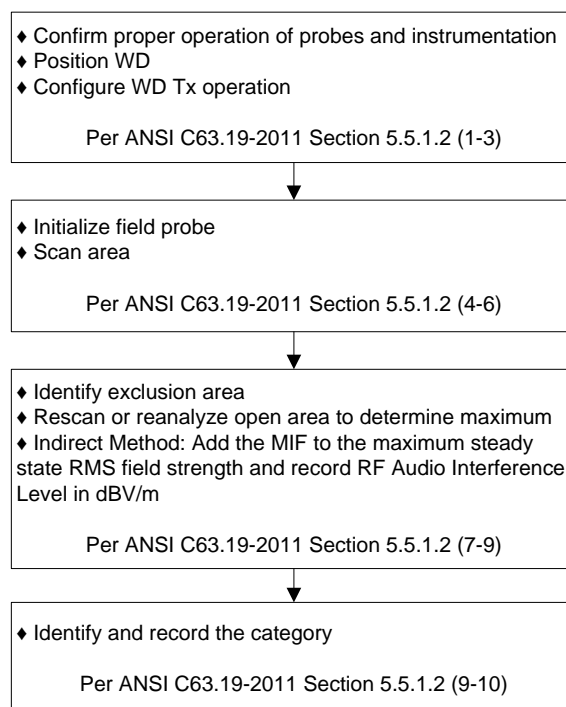 ♦ Confirm proper operation of probes and instrumentation
♦ Position WD
♦ Configure WD Tx operation
Per ANSI C63.19-2011 Section 5.5.1.2 (1-3)
♦ Initialize field probe
♦ Scan area
Per ANSI C63.19-2011 Section 5.5.1.2 (4-6)
♦ Identify exclusion area
♦ Rescan or reanalyze open area to determine maximum
♦ Indirect Method: Add the MIF to the maximum steady
state RMS field strength and record RF Audio Interference
Level in dBV/m
Per ANSI C63.19-2011 Section 5.5.1.2 (7-9)
♦ Identify and record the category
Per ANSI C63.19-2011 Section 5.5.1.2 (9-10)